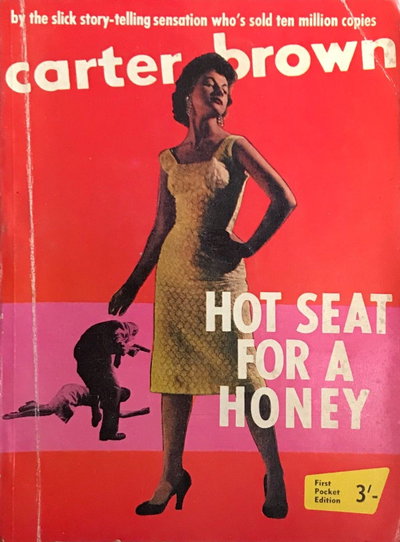 by the slick story-telling sensation who's sold ten million copies
carter brown
HOT SEAT
FOR A
HONEY
First
Pocket
Edition
3/-